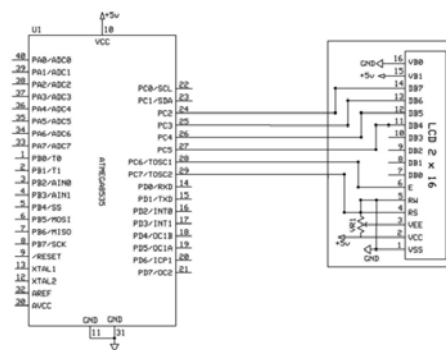 +5v
U1
10
VCC
40 PA0/ADC0
39 PA1/ADC1
38 PA2/ADC2
37 PA3/ADC3
36 PA4/ADC4
35 PA5/ADC5
34 PA6/ADC6
33 PA7/ADC7
1 PB0/T0
2 PB1/T1
3 PB2/AIN0
4 PB3/AIN1
5 PB4/SS
6 PB5/MOSI
7 PB6/MISO
8 PB7/SCK
9 /RESET
13 XTAL1
12 XTAL2
32 AREF
30 AVCC
ATMEGA8535
PC0/SCL 22
PC1/SDA 23
PC2 24
PC3 25
PC4 26
PC5 27
PC6/TOSC1 28
PC7/TOSC2 29
PD0/RXD 14
PD1/TXD 15
PD2/INT0 16
PD3/INT1 17
PD4/OC1B 18
PD5/OC1A 19
PD6/ICP1 20
PD7/OC2 21
GND GND
11 31
GND 16 VB0
+5v 15 VB1
14 DB7
13 DB6
12 DB5
11 DB4
10 DB3
9 DB2
8 DB1
7 DB0
6 E
5 RW
4 RS
3 VEE
+5v 2 VCC
GND 1 VSS
LCD 2 x 16